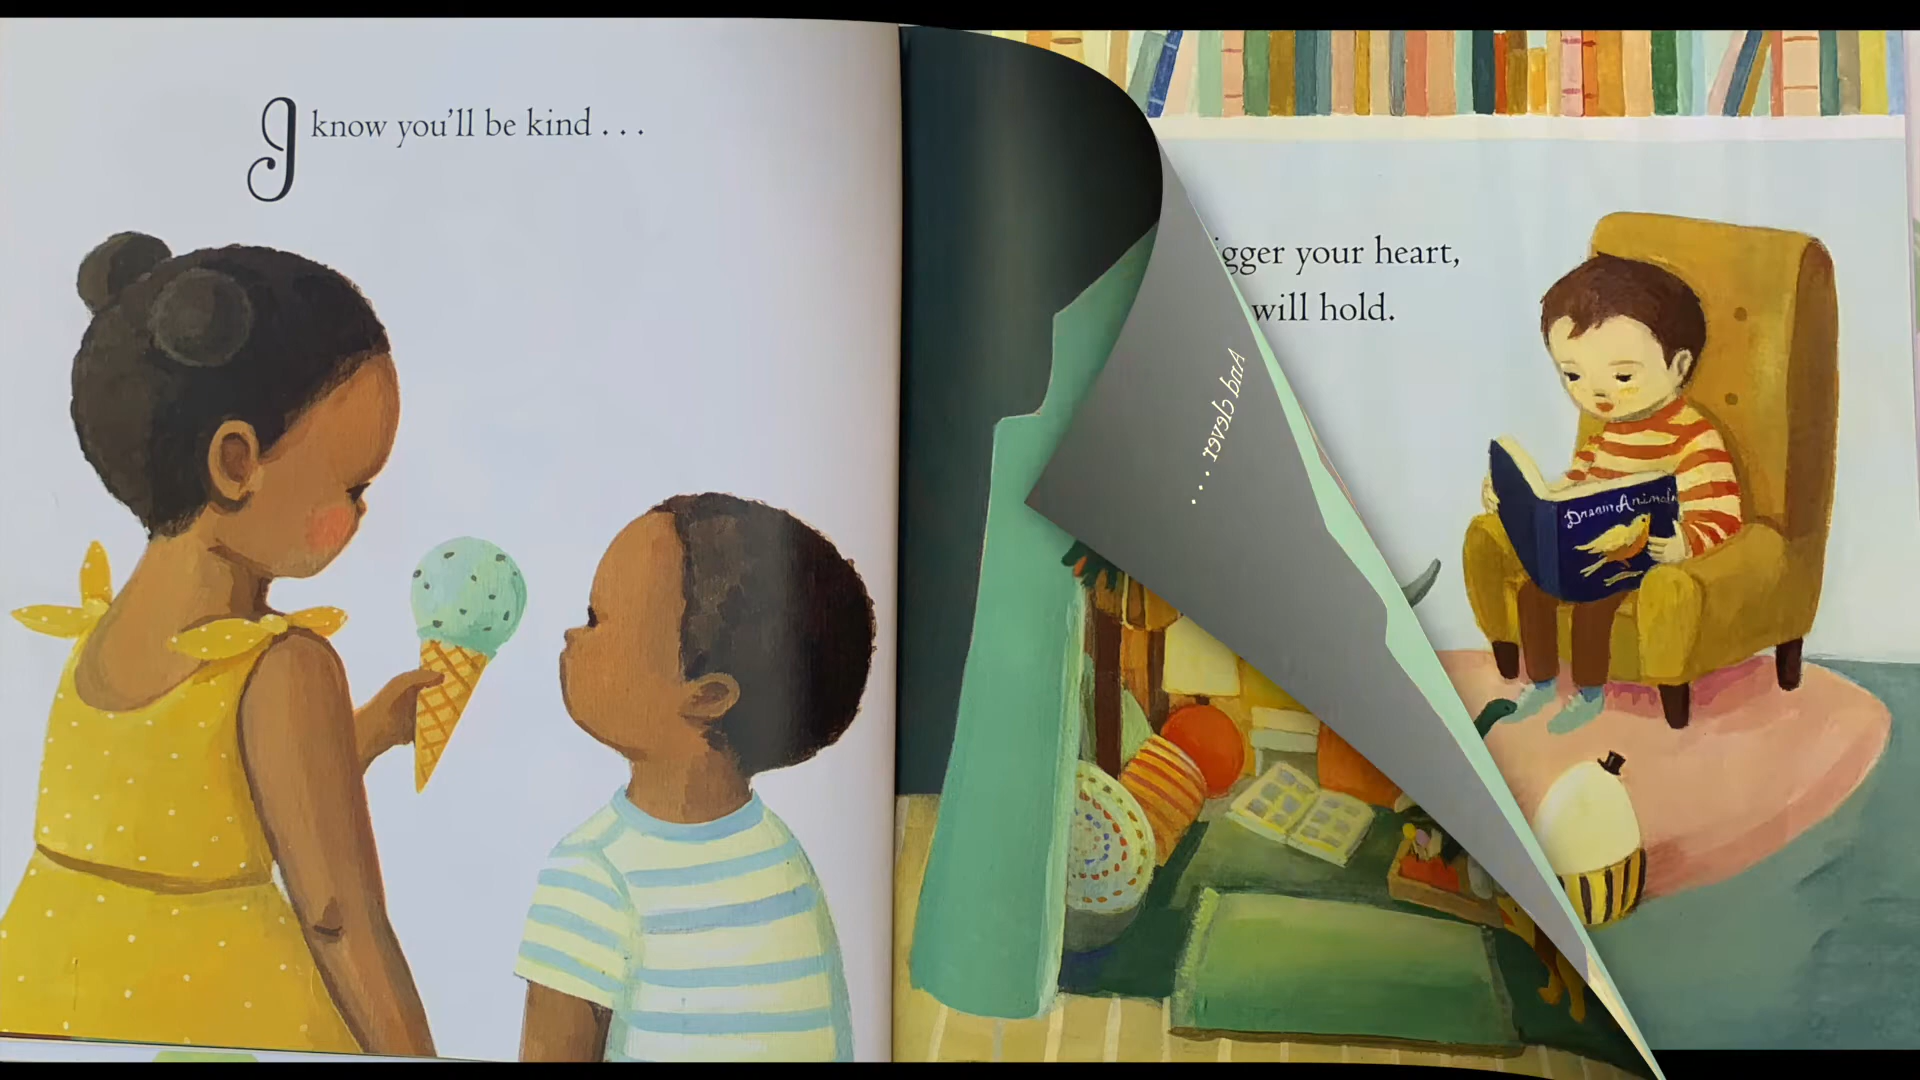 I know you'll be kind . . .
And clever . . .
igger your heart,
will hold.
Dream Animals